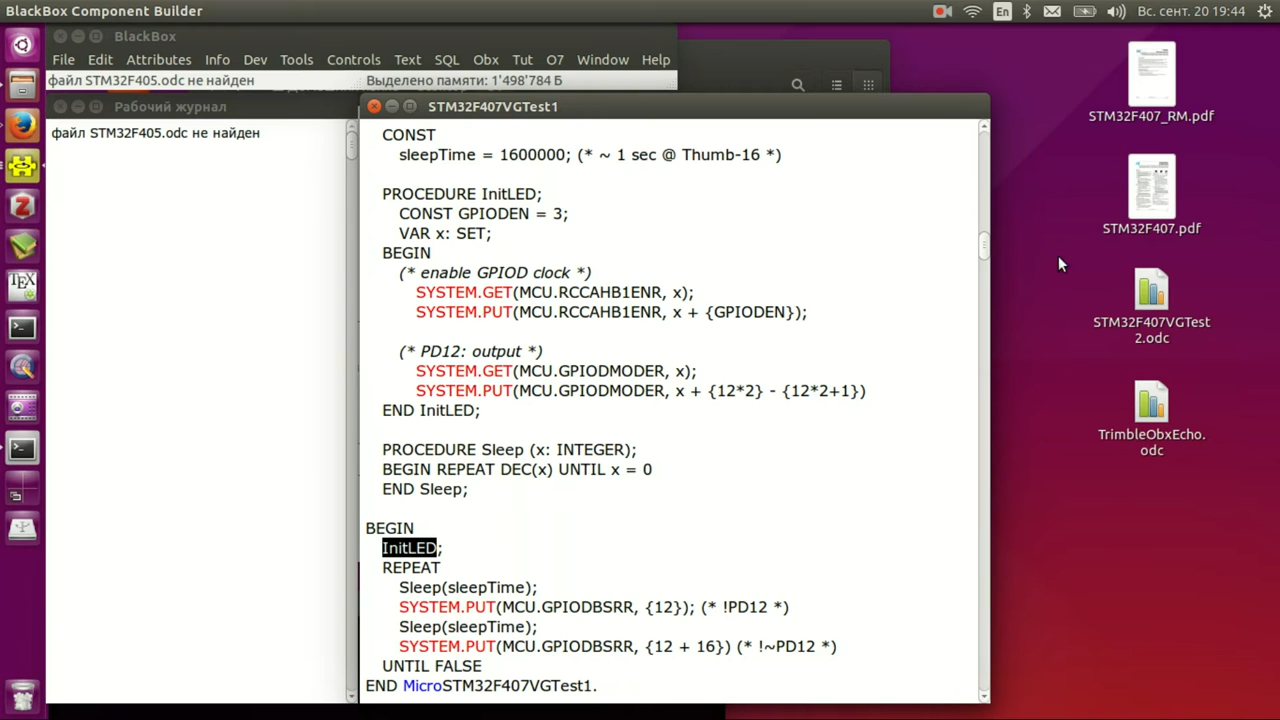 BlackBox Component Builder
En
Вс. сент. 20 19:44
BlackBox
File Edit Attributes Info Dev Tools Controls Text SQL Obx Tut O7 Window Help
файл STM32F405.odc не найден
Выделено памяти: 1'498'784 Б
Рабочий журнал
файл STM32F405.odc не найден
STM32F407VGTest1
CONST
sleepTime = 1600000; (* ~ 1 sec @ Thumb-16 *)
PROCEDURE InitLED;
CONST GPIODEN = 3;
VAR x: SET;
BEGIN
(* enable GPIOD clock *)
SYSTEM.GET(MCU.RCCAHB1ENR, x);
SYSTEM.PUT(MCU.RCCAHB1ENR, x + {GPIODEN});
(* PD12: output *)
SYSTEM.GET(MCU.GPIODMODER, x);
SYSTEM.PUT(MCU.GPIODMODER, x + {12*2} - {12*2+1})
END InitLED;
PROCEDURE Sleep (x: INTEGER);
BEGIN REPEAT DEC(x) UNTIL x = 0
END Sleep;
BEGIN
InitLED;
REPEAT
Sleep(sleepTime);
SYSTEM.PUT(MCU.GPIODBSRR, {12}); (* !PD12 *)
Sleep(sleepTime);
SYSTEM.PUT(MCU.GPIODBSRR, {12 + 16}) (* !~PD12 *)
UNTIL FALSE
END MicroSTM32F407VGTest1.
STM32F407_RM.pdf
STM32F407.pdf
STM32F407VGTest
2.odc
TrimbleObxEcho.
odc